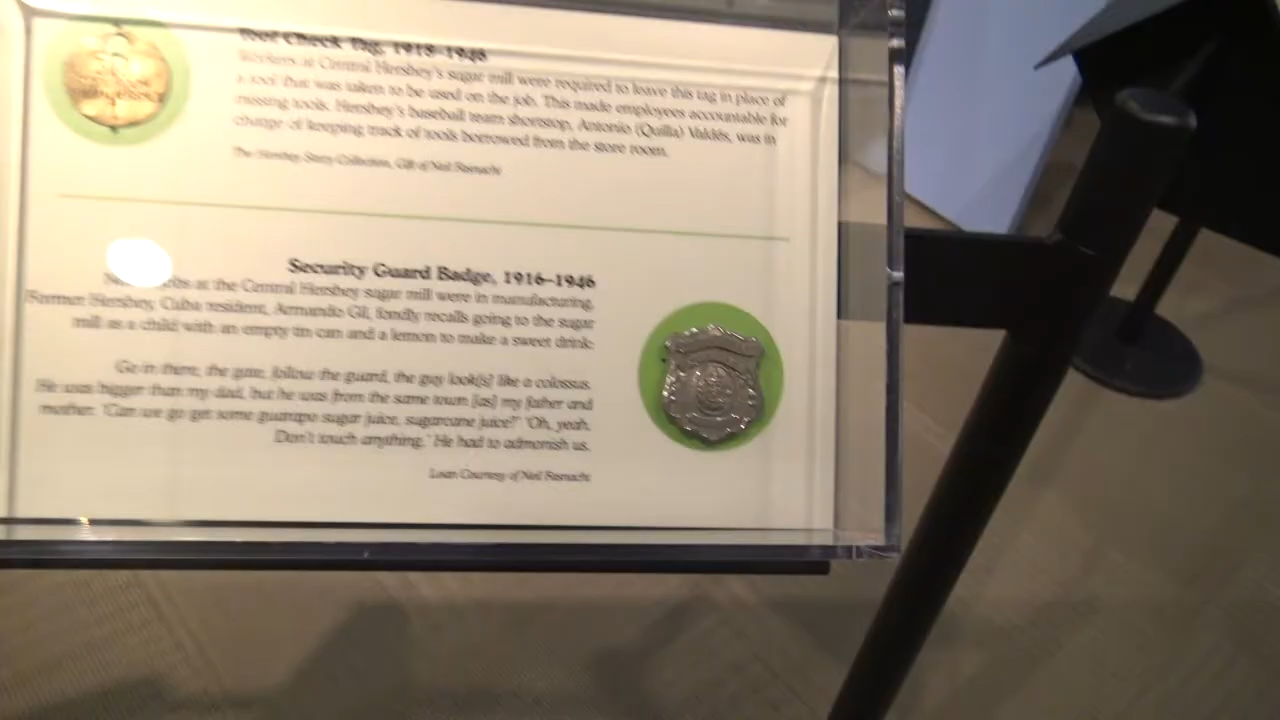 Tool Check Tag, 1918–1946
Workers at Central Hershey's sugar mill were required to leave this tag in place of
a tool that was taken to be used on the job. This made employees accountable for
missing tools. Hershey's baseball team shortstop, Antonio (Quilla) Valdés, was in
charge of keeping track of tools borrowed from the store room.
The Hershey Story Collection, Gift of Neil
Security Guard Badge, 1916–1946
at the Central Hershey sugar mill were in manufacturing.
Former Hershey, Cuba resident, Armando Gil, fondly recalls going to the sugar
mill as a child with an empty tin can and a lemon to make a sweet drink:
Go in there, the gate, follow the guard, the guy look[s] like a colossus.
He was bigger than my dad, but he was from the same town [as] my father and
mother. 'Can we go get some guarapo sugar juice, sugarcane juice?' 'Oh, yeah.
Don't touch anything.' He had to admonish us.
Loan Courtesy of Neil